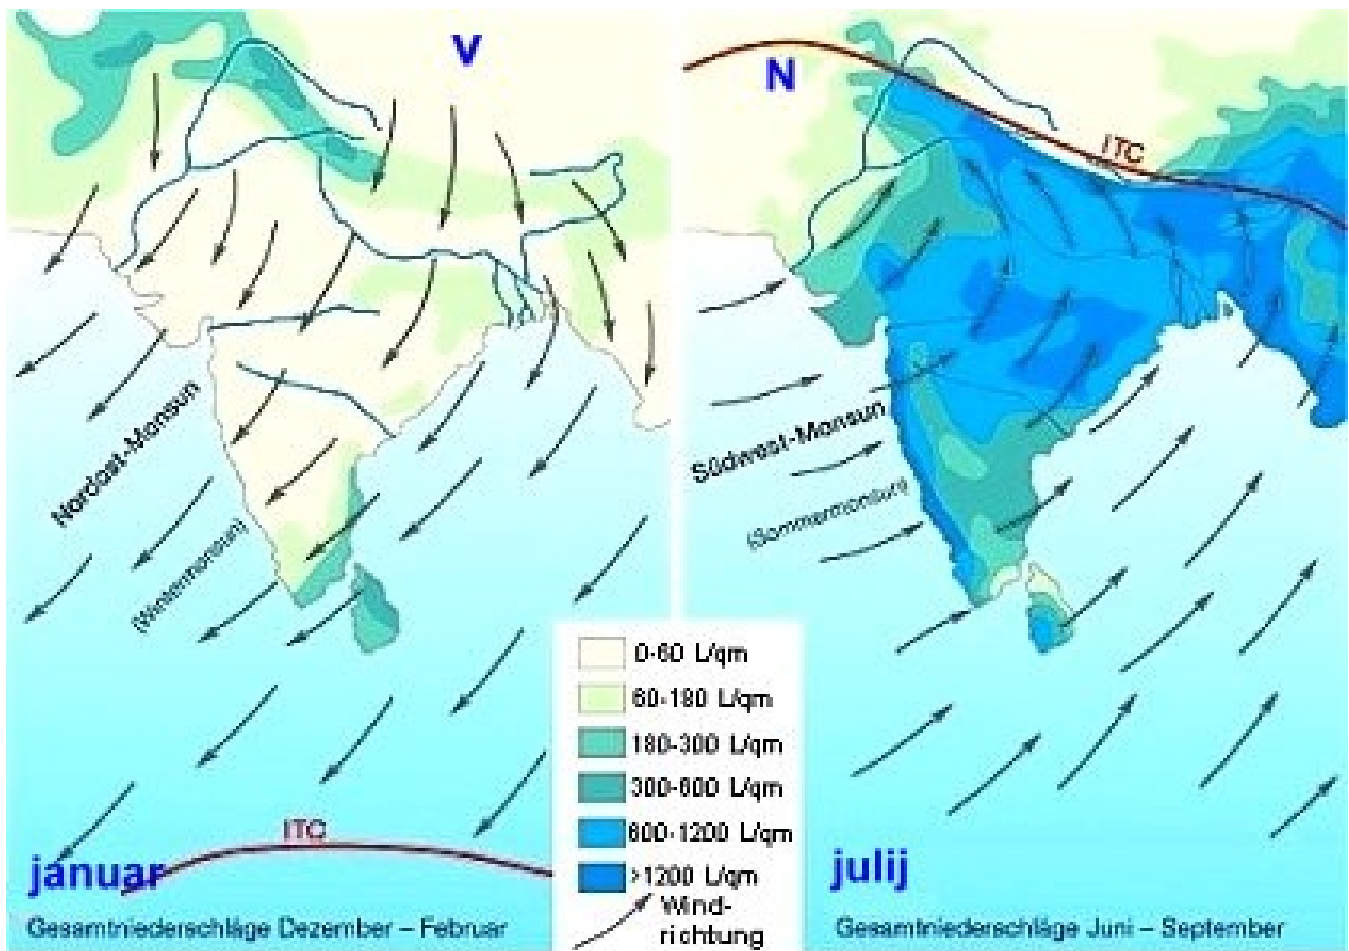 V
Nordost-Monsun
(Wintermonsun)
ITC
januar
Gesamtniederschläge Dezember – Februar
N
ITC
Südwest-Monsun
(Sommermonsun)
julij
Gesamtniederschläge Juni – September
0-60 L/qm
60-180 L/qm
180-300 L/qm
300-600 L/qm
600-1200 L/qm
>1200 L/qm
Wind-
richtung